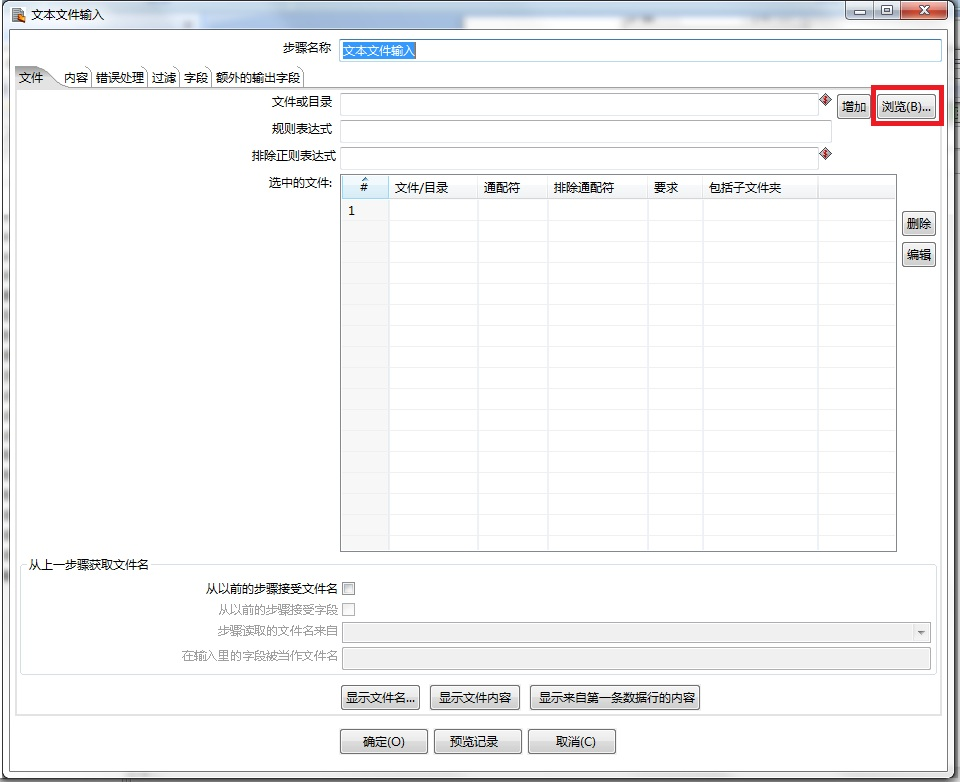 文本文件输入
步骤名称 文本文件输入
文件 内容 错误处理 过滤 字段 额外的输出字段
文件或目录 增加 浏览(B)...
规则表达式
排除正则表达式
选中的文件: # 文件/目录 通配符 排除通配符 要求 包括子文件夹
1
删除
编辑
从上一步骤获取文件名
从以前的步骤接受文件名
从以前的步骤接受字段
步骤读取的文件名来自
在输入里的字段被当作文件名
显示文件名... 显示文件内容 显示来自第一条数据行的内容
确定(O) 预览记录 取消(C)